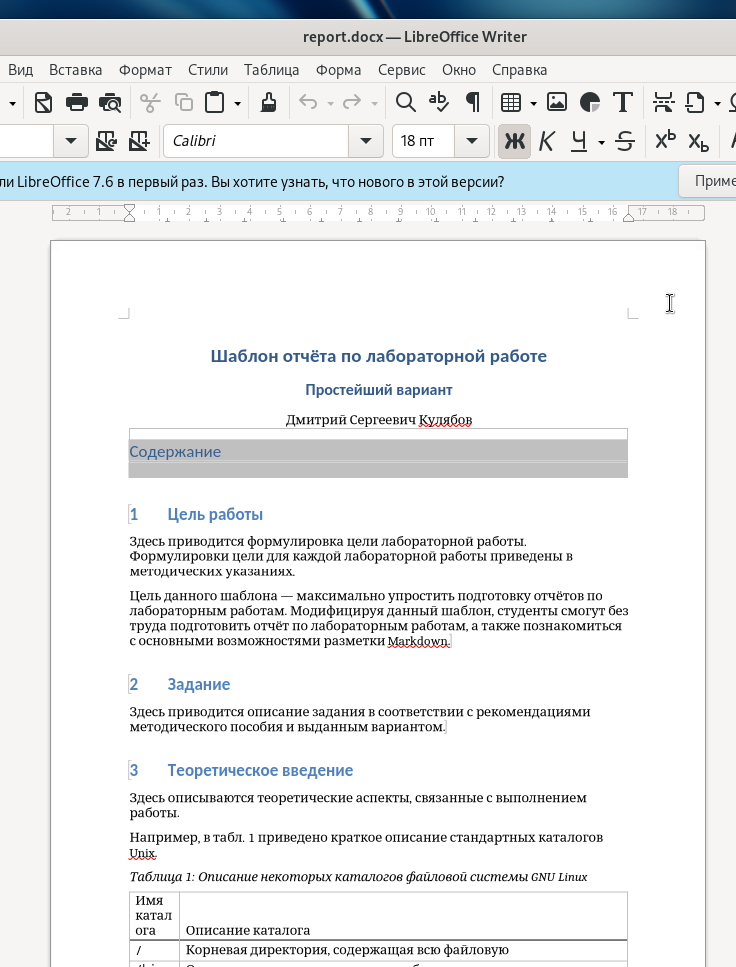 report.docx — LibreOffice Writer
Вид Вставка Формат Стили Таблица Форма Сервис Окно Справка
Calibri 18 пт Ж К Ч S
ли LibreOffice 7.6 в первый раз. Вы хотите узнать, что нового в этой версии? Приме
2 1 1 2 3 4 5 6 7 8 9 10 11 12 13 14 15 16 17 18
Шаблон отчёта по лабораторной работе
Простейший вариант
Дмитрий Сергеевич Кулябов
Содержание
1 Цель работы
Здесь приводится формулировка цели лабораторной работы.
Формулировки цели для каждой лабораторной работы приведены в
методических указаниях.
Цель данного шаблона — максимально упростить подготовку отчётов по
лабораторным работам. Модифицируя данный шаблон, студенты смогут без
труда подготовить отчёт по лабораторным работам, а также познакомиться
с основными возможностями разметки Markdown.
2 Задание
Здесь приводится описание задания в соответствии с рекомендациями
методического пособия и выданным вариантом.
3 Теоретическое введение
Здесь описываются теоретические аспекты, связанные с выполнением
работы.
Например, в табл. 1 приведено краткое описание стандартных каталогов
Unix.
Таблица 1: Описание некоторых каталогов файловой системы GNU Linux
Имя
катал
ога Описание каталога
/ Корневая директория, содержащая всю файловую